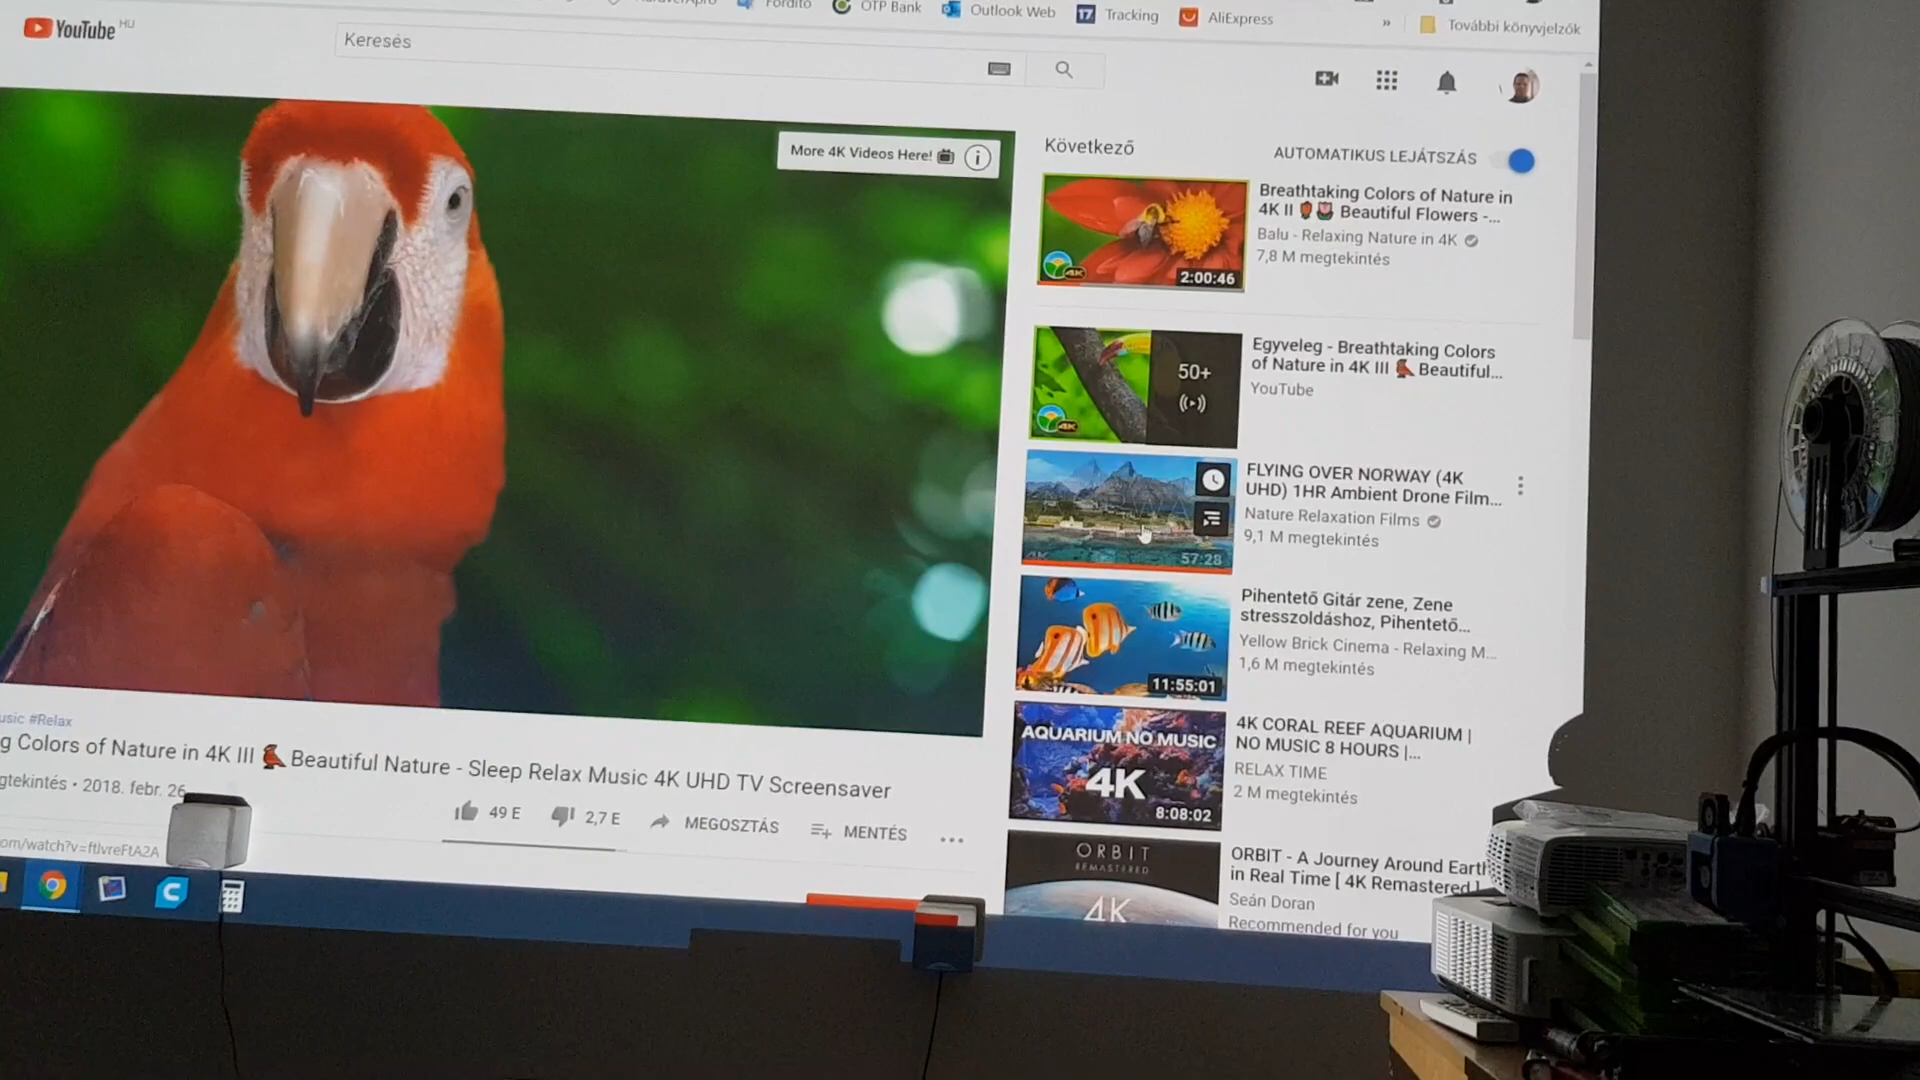 Fordító
OTP Bank
Outlook Web
17
Tracking
AliExpress
»
További könyvjelzők
YouTube HU
Keresés
More 4K Videos Here!
Következő
AUTOMATIKUS LEJÁTSZÁS
Breathtaking Colors of Nature in
4K II 🌹🌷 Beautiful Flowers -...
Balu - Relaxing Nature in 4K
7,8 M megtekintés
4K
2:00:46
Egyveleg - Breathtaking Colors
of Nature in 4K III 🐦 Beautiful...
YouTube
50+
4K
FLYING OVER NORWAY (4K
UHD) 1HR Ambient Drone Film...
Nature Relaxation Films
9,1 M megtekintés
4K
57:28
Pihentető Gitár zene, Zene
stresszoldáshoz, Pihentető...
Yellow Brick Cinema - Relaxing M...
1,6 M megtekintés
11:55:01
4K CORAL REEF AQUARIUM |
NO MUSIC 8 HOURS |...
RELAX TIME
2 M megtekintés
AQUARIUM NO MUSIC
4K
8:08:02
ORBIT - A Journey Around Earth
in Real Time [ 4K Remastered ]
Seán Doran
Recommended for you
ORBIT
REMASTERED
4K
usic #Relax
g Colors of Nature in 4K III 🐦 Beautiful Nature - Sleep Relax Music 4K UHD TV Screensaver
gtekintés • 2018. febr. 26.
49 E
2,7 E
MEGOSZTÁS
MENTÉS
om/watch?v=ftlvreFtA2A